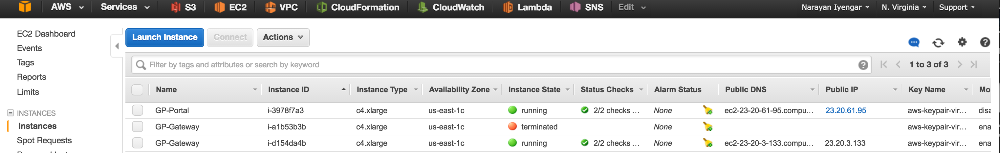 AWS Services S3 EC2 VPC CloudFormation CloudWatch Lambda SNS Edit Narayan Iyengar N. Virginia Support
EC2 Dashboard
Events
Tags
Reports
Limits
INSTANCES
Instances
Spot Requests
Launch Instance Connect Actions
Filter by tags and attributes or search by keyword 1 to 3 of 3
Name Instance ID Instance Type Availability Zone Instance State Status Checks Alarm Status Public DNS Public IP Key Name Mo
GP-Portal i-3978f7a3 c4.xlarge us-east-1c running 2/2 checks ... None ec2-23-20-61-95.compu... 23.20.61.95 aws-keypair-vir... disa
GP-Gateway i-a1b53b3b c4.xlarge us-east-1c terminated None aws-keypair-vir... ena
GP-Gateway i-d154da4b c4.xlarge us-east-1c running 2/2 checks ... None ec2-23-20-3-133.compu... 23.20.3.133 aws-keypair-vir... ena